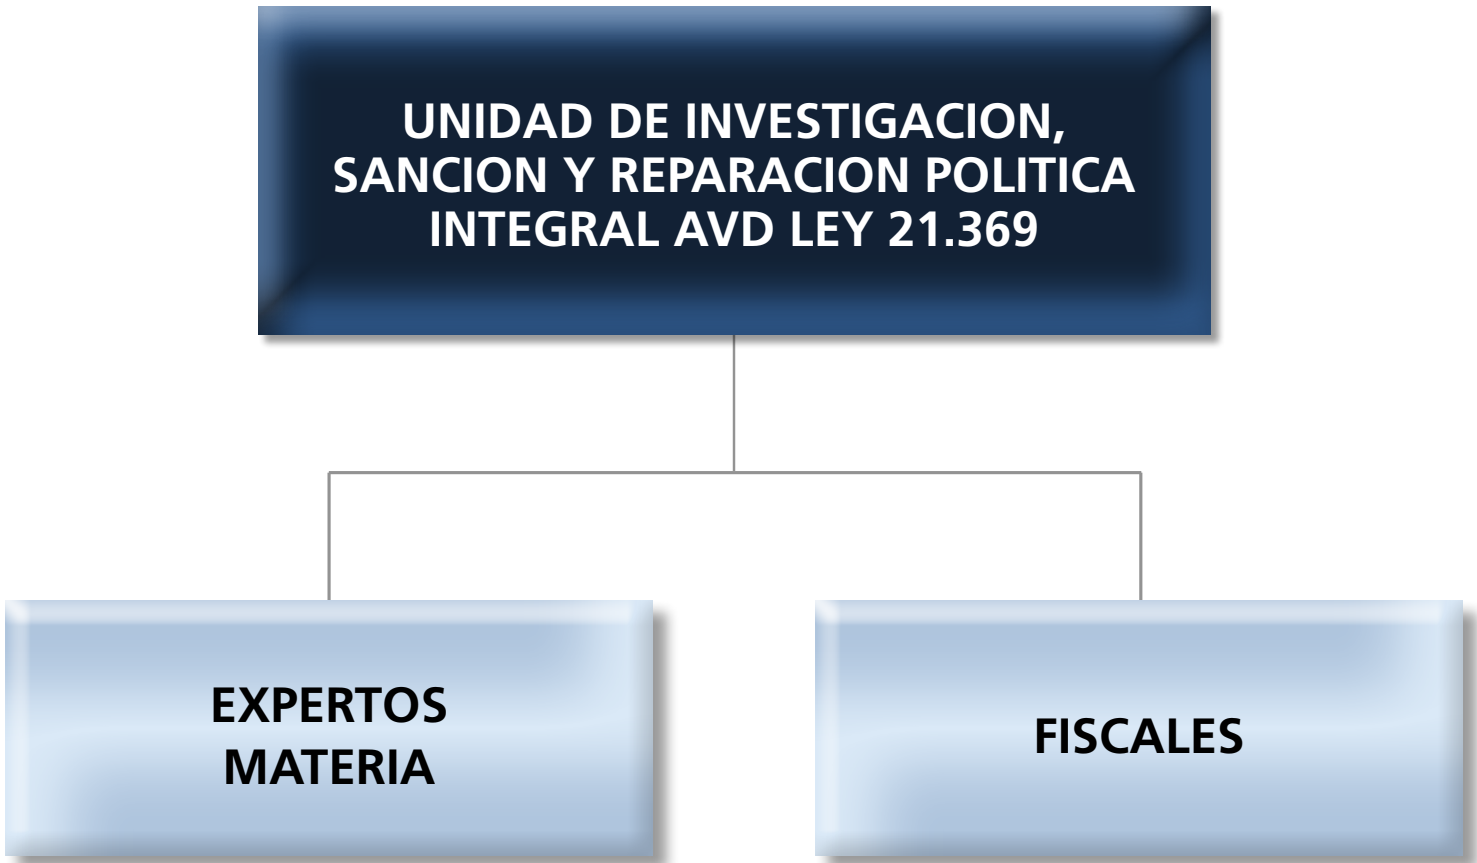 UNIDAD DE INVESTIGACION,
SANCION Y REPARACION POLITICA
INTEGRAL AVD LEY 21.369
EXPERTOS
MATERIA
FISCALES